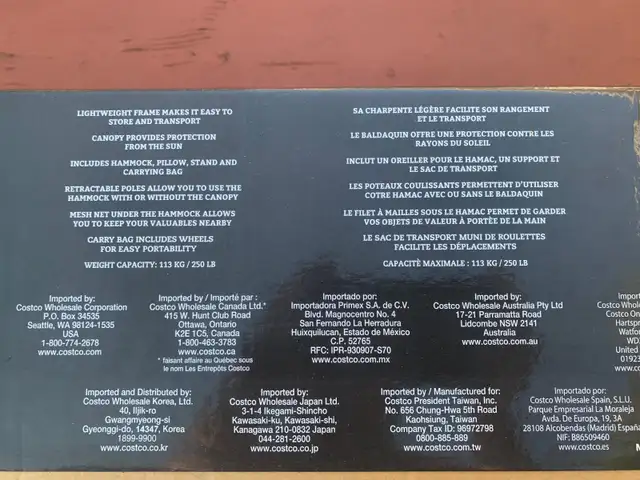 LIGHTWEIGHT FRAME MAKES IT EASY TO
STORE AND TRANSPORT
CANOPY PROVIDES PROTECTION
FROM THE SUN
INCLUDES HAMMOCK, PILLOW, STAND AND
CARRYING BAG
RETRACTABLE POLES ALLOW YOU TO USE THE
HAMMOCK WITH OR WITHOUT THE CANOPY
MESH NET UNDER THE HAMMOCK ALLOWS
YOU TO KEEP YOUR VALUABLES NEARBY
CARRY BAG INCLUDES WHEELS
FOR EASY PORTABILITY
WEIGHT CAPACITY: 113 KG / 250 LB
SA CHARPENTE LÉGÈRE FACILITE SON RANGEMENT
ET LE TRANSPORT
LE BALDAQUIN OFFRE UNE PROTECTION CONTRE LES
RAYONS DU SOLEIL
INCLUT UN OREILLER POUR LE HAMAC, UN SUPPORT ET
LE SAC DE TRANSPORT
LES POTEAUX COULISSANTS PERMETTENT D'UTILISER
COTRE HAMAC AVEC OU SANS LE BALDAQUIN
LE FILET À MAILLES SOUS LE HAMAC PERMET DE GARDER
VOS OBJETS DE VALEUR À PORTÉE DE LA MAIN
LE SAC DE TRANSPORT MUNI DE ROULETTES
FACILITE LES DÉPLACEMENTS
CAPACITÉ MAXIMALE : 113 KG / 250 LB
Imported by:
Costco Wholesale Corporation
P.O. Box 34535
Seattle, WA 98124-1535
USA
1-800-774-2678
www.costco.com
Imported by / Importé par :
Costco Wholesale Canada Ltd.*
415 W. Hunt Club Road
Ottawa, Ontario
K2E 1C5, Canada
1-800-463-3783
www.costco.ca
* faisant affaire au Québec sous
le nom Les Entrepôts Costco
Importado por:
Importadora Primex S.A. de C.V.
Blvd. Magnocentro No. 4
San Fernando La Herradura
Huixquilucan, Estado de México
C.P. 52765
RFC: IPR-930907-S70
www.costco.com.mx
Imported by:
Costco Wholesale Australia Pty Ltd
17-21 Parramatta Road
Lidcombe NSW 2141
Australia
www.costco.com.au
Importe
Costco Whole
Costco On
Hartspr
Watfor
WD
United
01923
www.co
Imported and Distributed by:
Costco Wholesale Korea, Ltd.
40, Iljik-ro
Gwangmyeong-si
Gyeonggi-do, 14347, Korea
1899-9900
www.costco.co.kr
Imported by:
Costco Wholesale Japan Ltd.
3-1-4 Ikegami-Shincho
Kawasaki-ku, Kawasaki-shi,
Kanagawa 210-0832 Japan
044-281-2600
www.costco.co.jp
Imported by / Manufactured for:
Costco President Taiwan, Inc.
No. 656 Chung-Hwa 5th Road
Kaohsiung, Taiwan
Company Tax ID: 96972798
0800-885-889
www.costco.com.tw
Importado por:
Costco Wholesale Spain, S.L.U.
Parque Empresarial La Moraleja
Avda. De Europa, 19, 3A
28108 Alcobendas (Madrid) España
NIF: B86509460
www.costco.es